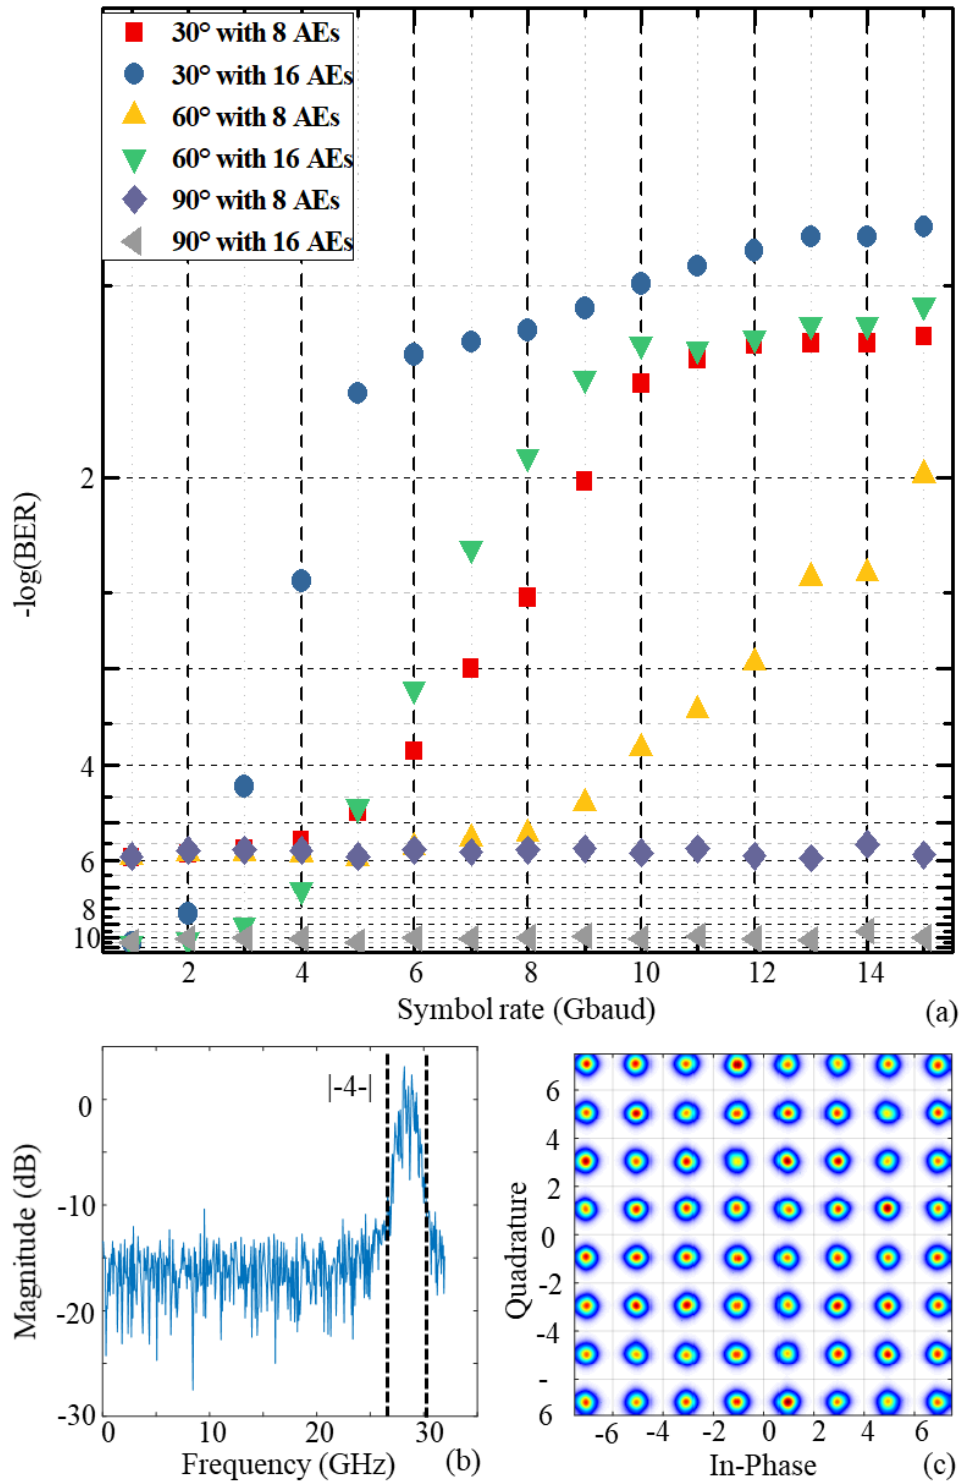 30° with 8 AEs
30° with 16 AEs
60° with 8 AEs
60° with 16 AEs
90° with 8 AEs
90° with 16 AEs
-log(BER)
2
4
6
8
10
2 4 6 8 10 12 14
Symbol rate (Gbaud)
(a)
|-4-|
Magnitude (dB)
0
-10
-20
-30
0 10 20 30
Frequency (GHz)
(b)
Quadrature
6
4
2
0
-2
-4
-
6
-6 -4 -2 0 2 4 6
In-Phase
(c)